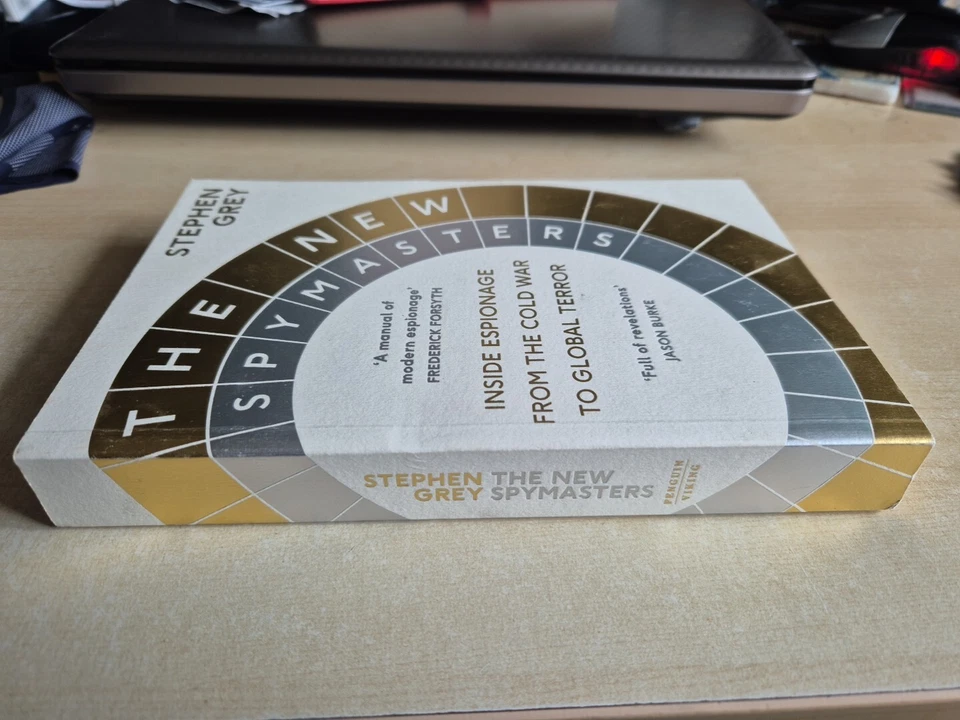 STEPHEN
GREY
THE NEW
SPYMASTERS
'A manual of
modern espionage'
FREDERICK FORSYTH
INSIDE ESPIONAGE
FROM THE COLD WAR
TO GLOBAL TERROR
'Full of revelations'
JASON BURKE
STEPHEN
GREY
THE NEW
SPYMASTERS
PENGUIN
VIKING